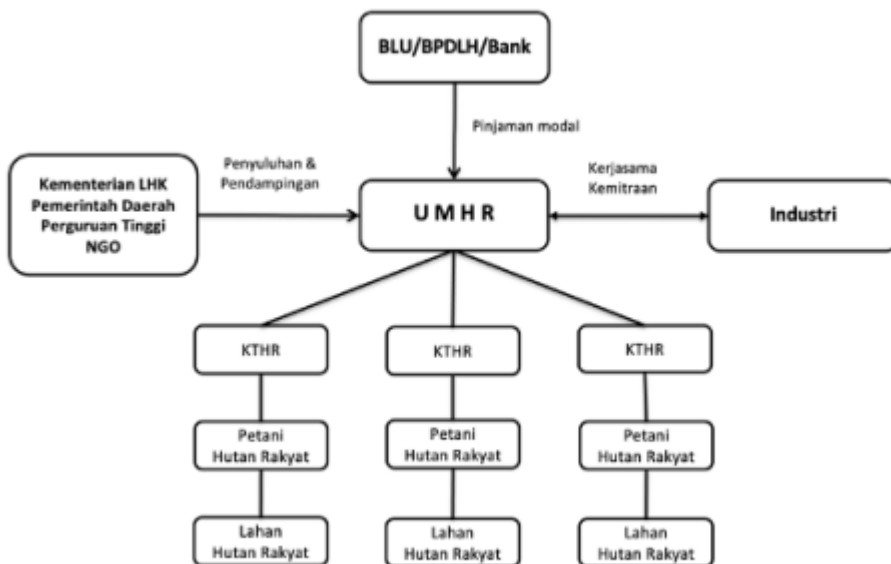 BLU/BPDLH/Bank
Pinjaman modal
Penyuluhan &
Pendampingan
Kerjasama
Kemitraan
Kementerian LHK
Pemerintah Daerah
Perguruan Tinggi
NGO
U M H R
Industri
KTHR
KTHR
KTHR
Petani
Hutan Rakyat
Petani
Hutan Rakyat
Petani
Hutan Rakyat
Lahan
Hutan Rakyat
Lahan
Hutan Rakyat
Lahan
Hutan Rakyat